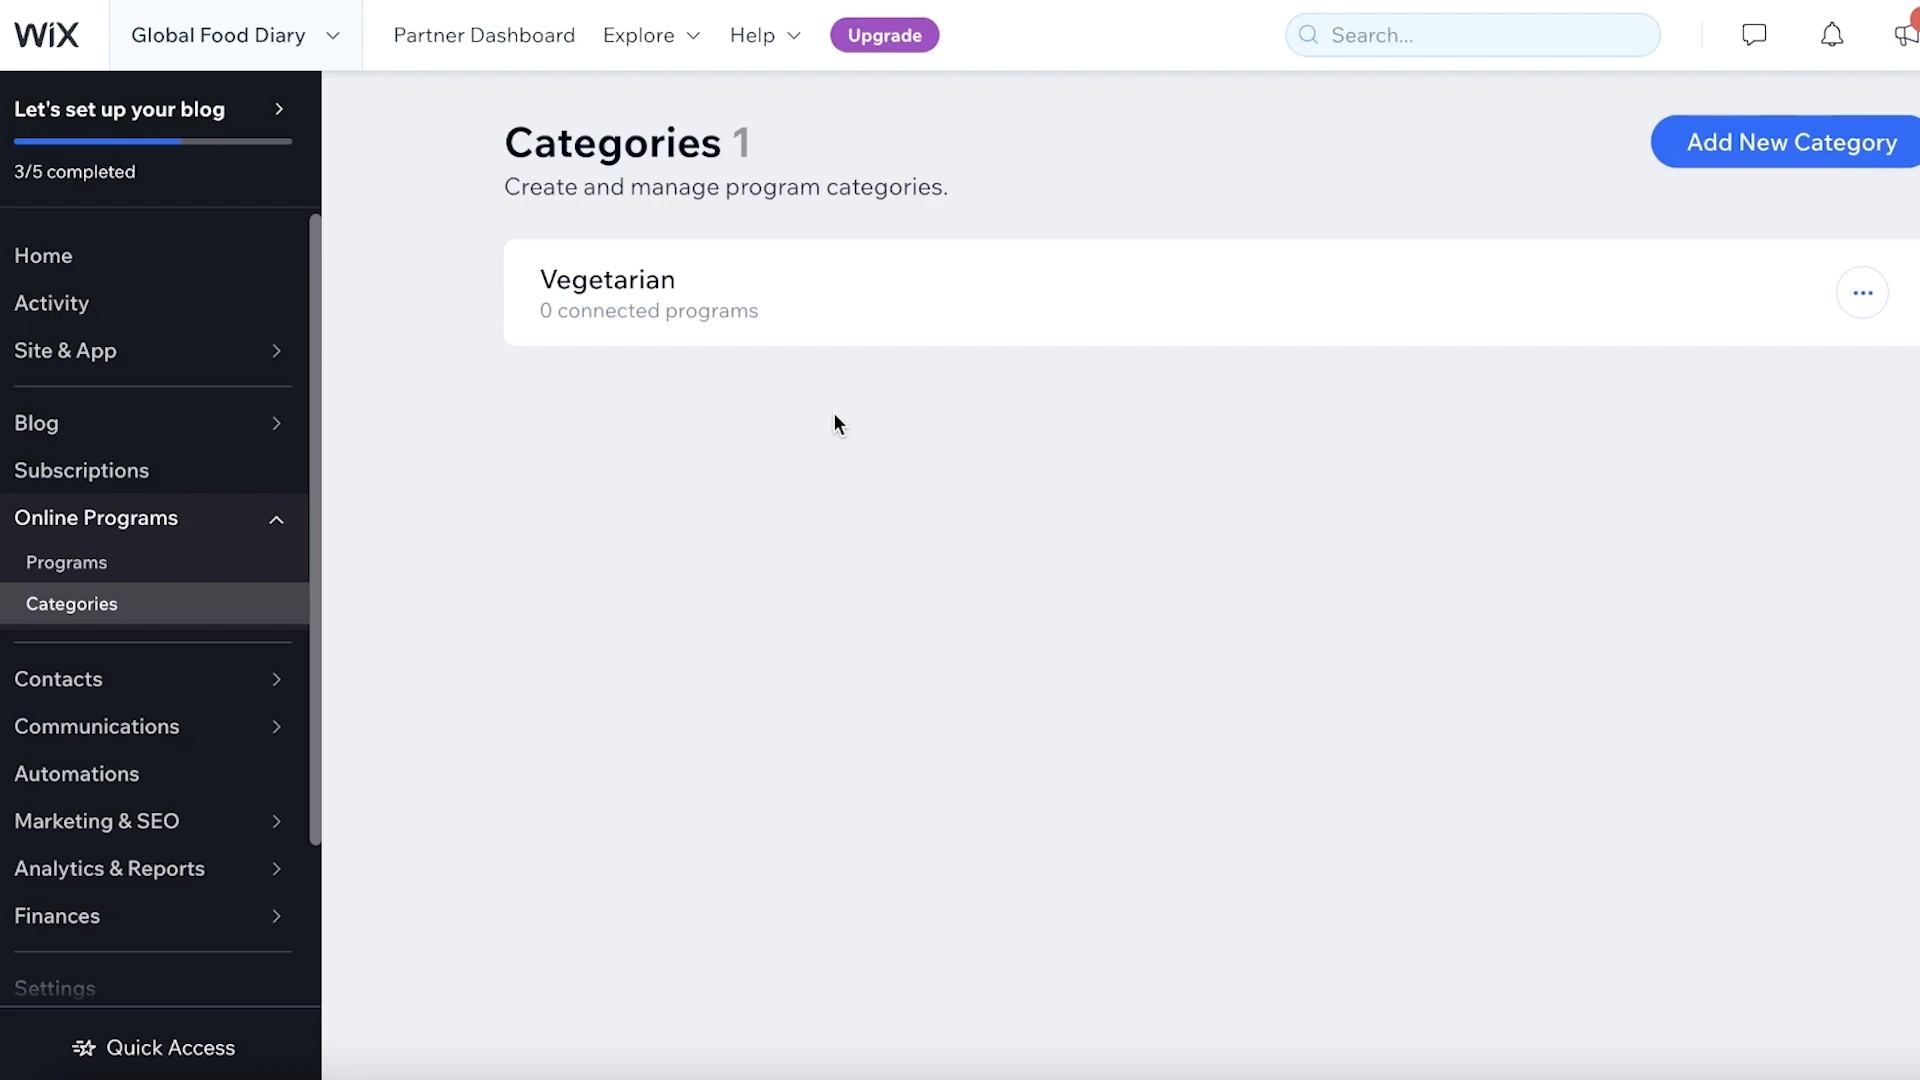 WiX
Global Food Diary
Partner Dashboard
Explore
Help
Upgrade
Search...
Let's set up your blog
3/5 completed
Home
Activity
Site & App
Blog
Subscriptions
Online Programs
Programs
Categories
Contacts
Communications
Automations
Marketing & SEO
Analytics & Reports
Finances
Settings
Quick Access
Categories 1
Create and manage program categories.
Add New Category
Vegetarian
0 connected programs